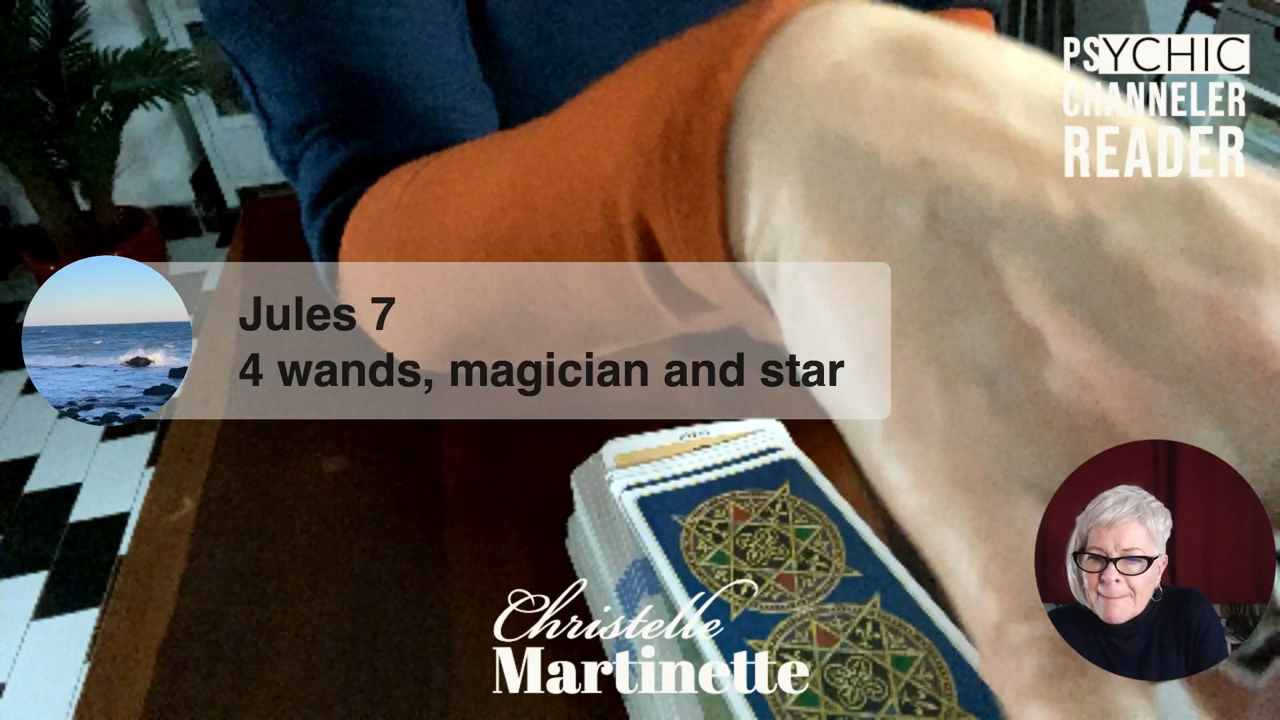 PSYCHIC
CHANNELER
READER
Jules 7
4 wands, magician and star
Christelle
Martinette